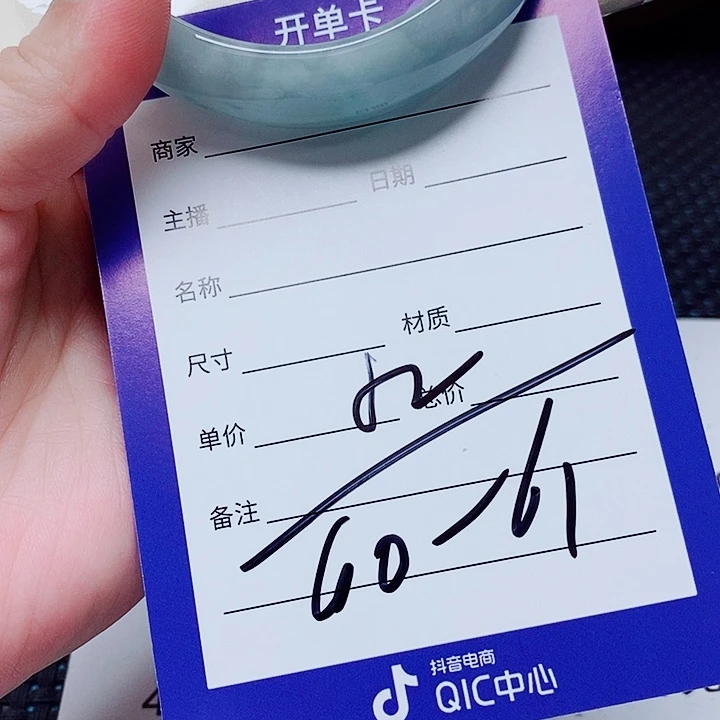 开单卡
商家
主播 日期
名称
尺寸 材质
单价 总价
备注
60-61
抖音电商
QIC中心